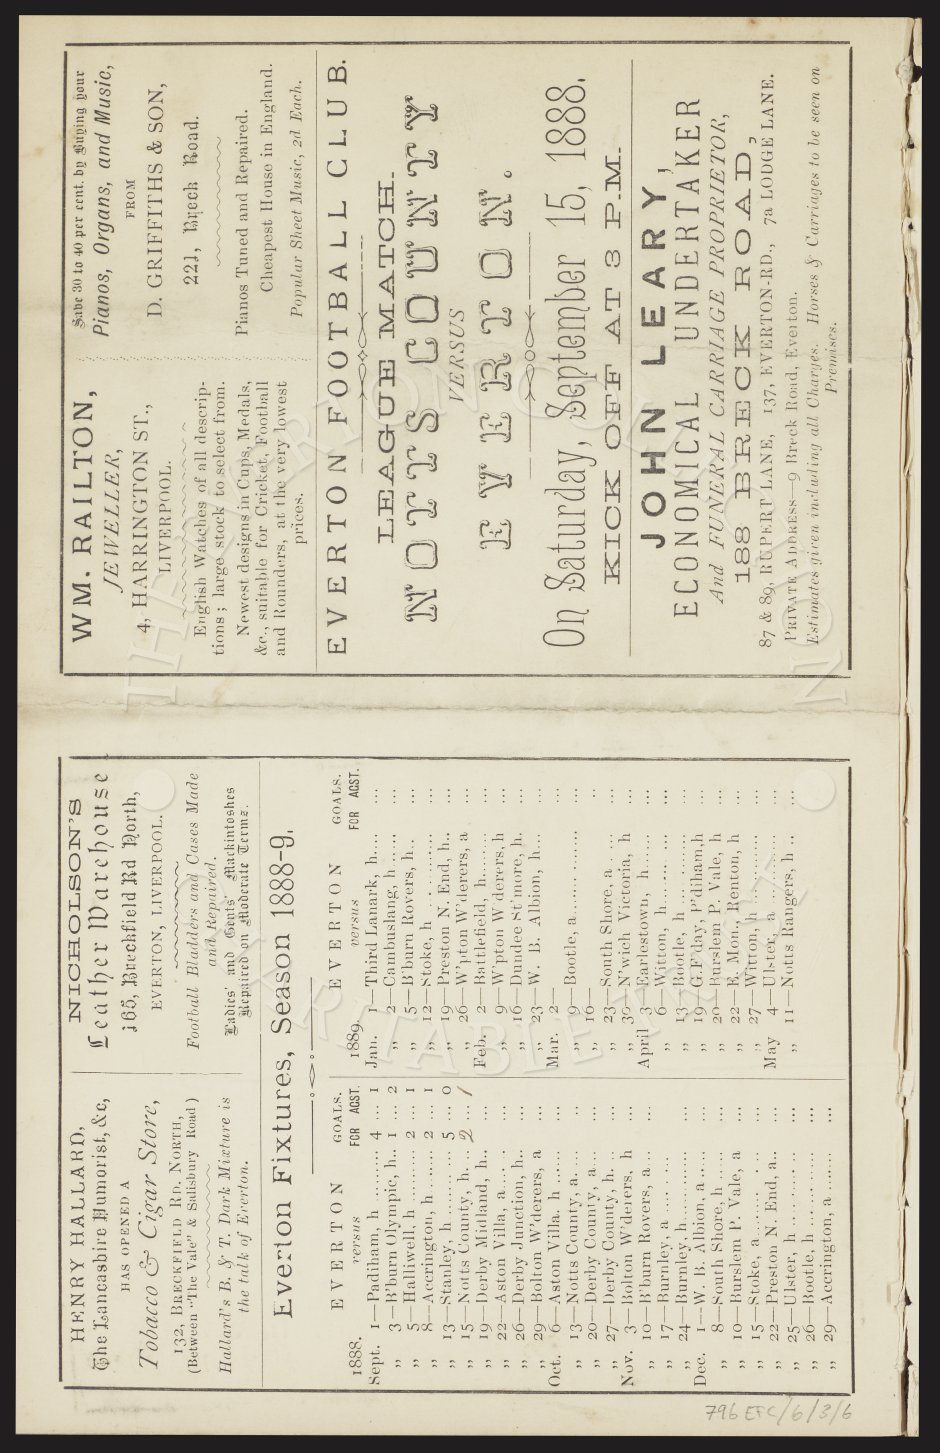 HENRY HALLARD,
The Lancashire Humorist, &c,
HAS OPENED A
Tobacco & Cigar Store,
132, BRECKFIELD RD. NORTH,
(Between "The Vale" & Salisbury Road)
Hallard's B. & T. Dark Mixture is
the talk of Everton.
NICHOLSON'S
Leather Warehouse
165, Breckfield Rd North,
EVERTON, LIVERPOOL.
Football Bladders and Cases Made
and Repaired.
Ladies' and Gents' Mackintoshes
Repaired on Moderate Terms.
Everton Fixtures, Season 1888-9.
EVERTON GOALS.
1888. versus FOR AGST.
Sept. 1—Padiham, h ......... 4 ... 1
„ 3—B'burn Olympic, h.. 1 ... 2
„ 5—Halliwell, h ......... 2 ... 1
„ 8—Accrington, h ...... 2 ... 1
„ 13—Stanley, h ......... 5 ... 0
„ 15—Notts County, h... 2 ... 1
„ 19—Derby Midland, h.. ...
„ 22—Aston Villa, a...... ...
„ 26—Derby Junction, h.. ...
„ 29—Bolton W'derers, a ...
Oct. 6—Aston Villa. h ...... ...
„ 13—Notts County, a.... ..
„ 20—Derby County, a... ...
„ 27—Derby County, h... ...
Nov. 3—Bolton W'derers, h ...
„ 10—B'burn Rovers, a... ...
„ 17—Burnley, a .........
„ 24—Burnley, h......... ...
Dec. 1—W. B. Albion, a ..... ...
„ 8—South Shore, h ..... ...
„ 10—Burslem P. Vale, a ...
„ 15—Stoke, a ......... ...
„ 22—Preston N. End, a.. ...
„ 25—Ulster, h ......... ...
„ 26—Bootle, h ......... ...
„ 29—Accrington, a ....... ...
EVERTON GOALS.
1889. versus FOR AGST.
Jan. 1—Third Lanark, h.... ...
„ 2—Cambuslang, h ...... ...
„ 5—B'burn Rovers, h.. ...
„ 12—Stoke, h ......... ...
„ 19—Preston N. End., h.. ...
„ 26—W'pton W'derers, a ...
Feb. 2—Battlefield, h........ ...
„ 9—W'pton W'derers, h ...
„ 16—Dundee St'more, h. ...
„ 23—W. B. Albion, h... ...
Mar. 2—
„ 9—Bootle, a............ ...
„ 16— ..
„ 23—South Shore, a ..... ...
„ 30—N'wich Victoria, h ...
April 3—Earlestown, h ...... ...
„ 6—Witton, h......... ...
„ 13—Bootle, h ......... ...
„ 19—G.F'day P'diham,h ...
„ 20—Burslem P. Vale, h ...
„ 22—E. Mon., Renton, h ...
„ 27—Witton, h ......... ...
May 4—Ulster, a ......... ...
„ 11—Notts Rangers, h .. ...
796 EFC/6/3/6
WM. RAILTON,
JEWELLER,
4, HARRINGTON ST.,
LIVERPOOL.
English Watches of all descrip-
tions ; large stock to select from.
Newest designs in Cups, Medals,
&c., suitable for Cricket, Football
and Rounders, at the very lowest
prices.
Save 30 to 40 per cent. by Buying your
Pianos, Organs, and Music,
FROM
D. GRIFFITHS & SON,
221, Breck Road.
Pianos Tuned and Repaired.
Cheapest House in England.
Popular Sheet Music, 2d Each.
EVERTON FOOTBALL CLUB.
LEAGUE MATCH.
NOTTS COUNTY
VERSUS
EVERTON.
On Saturday, September 15, 1888.
KICK OFF AT 3 P.M.
JOHN LEARY,
ECONOMICAL UNDERTAKER
And FUNERAL CARRIAGE PROPRIETOR,
188 BRECK ROAD,
87 & 89, RUPERT LANE, 137, EVERTON-RD., 7a LODGE LANE.
PRIVATE ADDRESS—9 Breck Road, Everton.
Estimates given including all Charges. Horses & Carriages to be seen on
Premises.